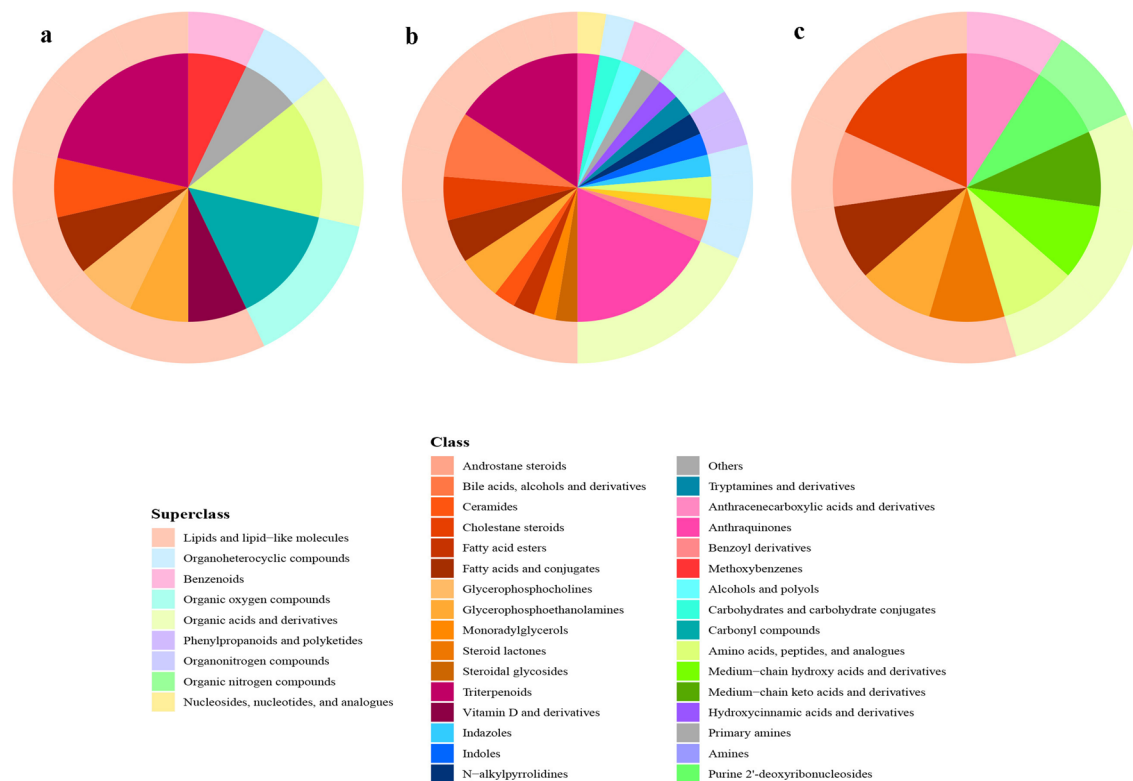 a
b
c
Superclass
Lipids and lipid−like molecules
Organoheterocyclic compounds
Benzenoids
Organic oxygen compounds
Organic acids and derivatives
Phenylpropanoids and polyketides
Organonitrogen compounds
Organic nitrogen compounds
Nucleosides, nucleotides, and analogues
Class
Androstane steroids
Bile acids, alcohols and derivatives
Ceramides
Cholestane steroids
Fatty acid esters
Fatty acids and conjugates
Glycerophosphocholines
Glycerophosphoethanolamines
Monoradylglycerols
Steroid lactones
Steroidal glycosides
Triterpenoids
Vitamin D and derivatives
Indazoles
Indoles
N−alkylpyrrolidines
Others
Tryptamines and derivatives
Anthracenecarboxylic acids and derivatives
Anthraquinones
Benzoyl derivatives
Methoxybenzenes
Alcohols and polyols
Carbohydrates and carbohydrate conjugates
Carbonyl compounds
Amino acids, peptides, and analogues
Medium−chain hydroxy acids and derivatives
Medium−chain keto acids and derivatives
Hydroxycinnamic acids and derivatives
Primary amines
Amines
Purine 2'−deoxyribonucleosides